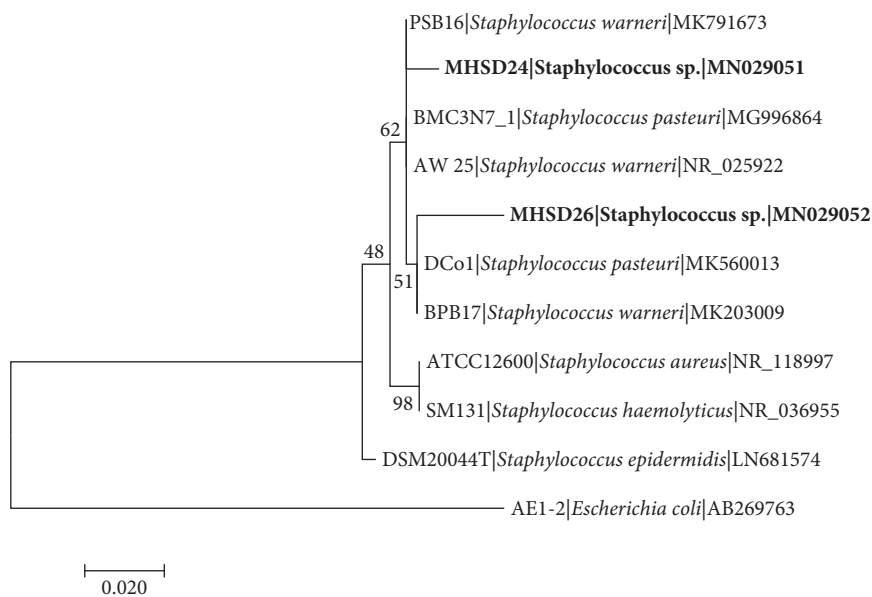 PSB16|Staphylococcus warneri|MK791673
MHSD24|Staphylococcus sp.|MN029051
BMC3N7_1|Staphylococcus pasteuri|MG996864
62
AW 25|Staphylococcus warneri|NR_025922
MHSD26|Staphylococcus sp.|MN029052
48
DCo1|Staphylococcus pasteuri|MK560013
51
BPB17|Staphylococcus warneri|MK203009
ATCC12600|Staphylococcus aureus|NR_118997
98
SM131|Staphylococcus haemolyticus|NR_036955
DSM20044T|Staphylococcus epidermidis|LN681574
AE1-2|Escherichia coli|AB269763
0.020